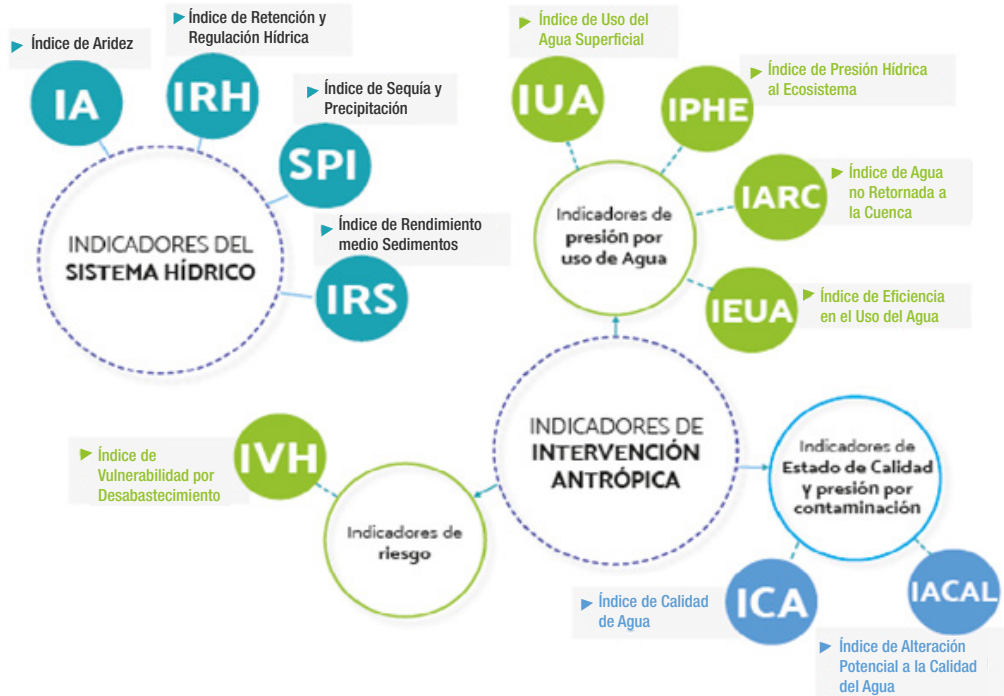 Índice de Aridez
IA
Índice de Retención y
Regulación Hídrica
IRH
Índice de Sequía y
Precipitación
SPI
Índice de Rendimiento
medio Sedimentos
IRS
INDICADORES DEL
SISTEMA HÍDRICO
Índice de Uso del
Agua Superficial
IUA
Índice de Presión Hídrica
al Ecosistema
IPHE
Índice de Agua
no Retornada a
la Cuenca
IARC
Índice de Eficiencia
en el Uso del Agua
IEUA
Indicadores de
presión por
uso de Agua
INDICADORES DE
INTERVENCIÓN
ANTRÓPICA
Índice de
Vulnerabilidad por
Desabastecimiento
IVH
Indicadores de
riesgo
Indicadores de
Estado de Calidad
y presión por
contaminación
Índice de Calidad
de Agua
ICA
IACAL
Índice de Alteración
Potencial a la Calidad
del Agua